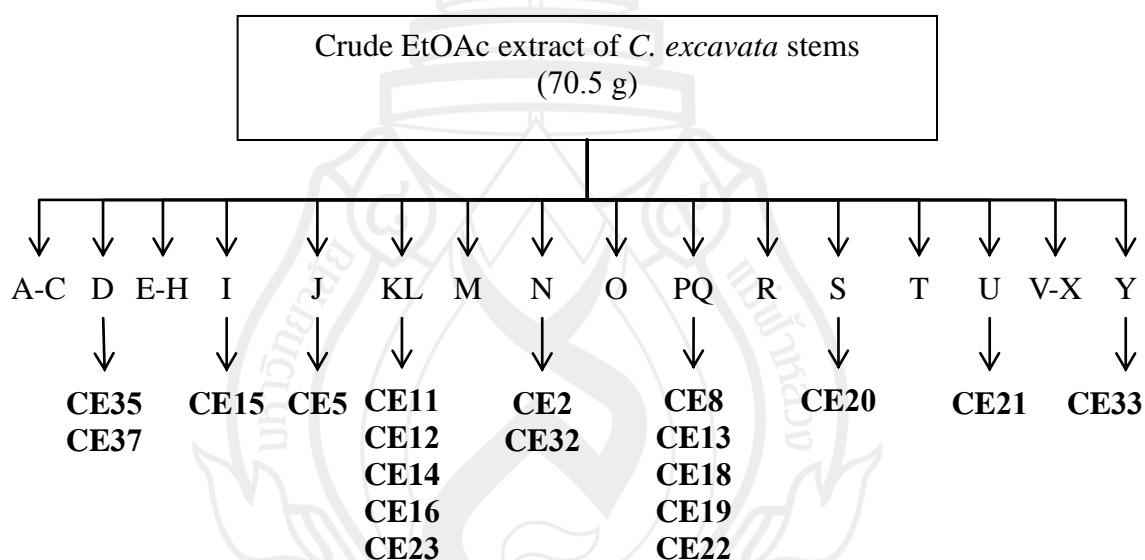 Crude EtOAc extract of C. excavata stems
(70.5 g)
A-C D E-H I J KL M N O PQ R S T U V-X Y
CE35 CE15 CE5 CE11 CE2 CE8 CE20 CE21 CE33
CE37 CE12 CE32 CE13
CE14 CE18
CE16 CE19
CE23 CE22